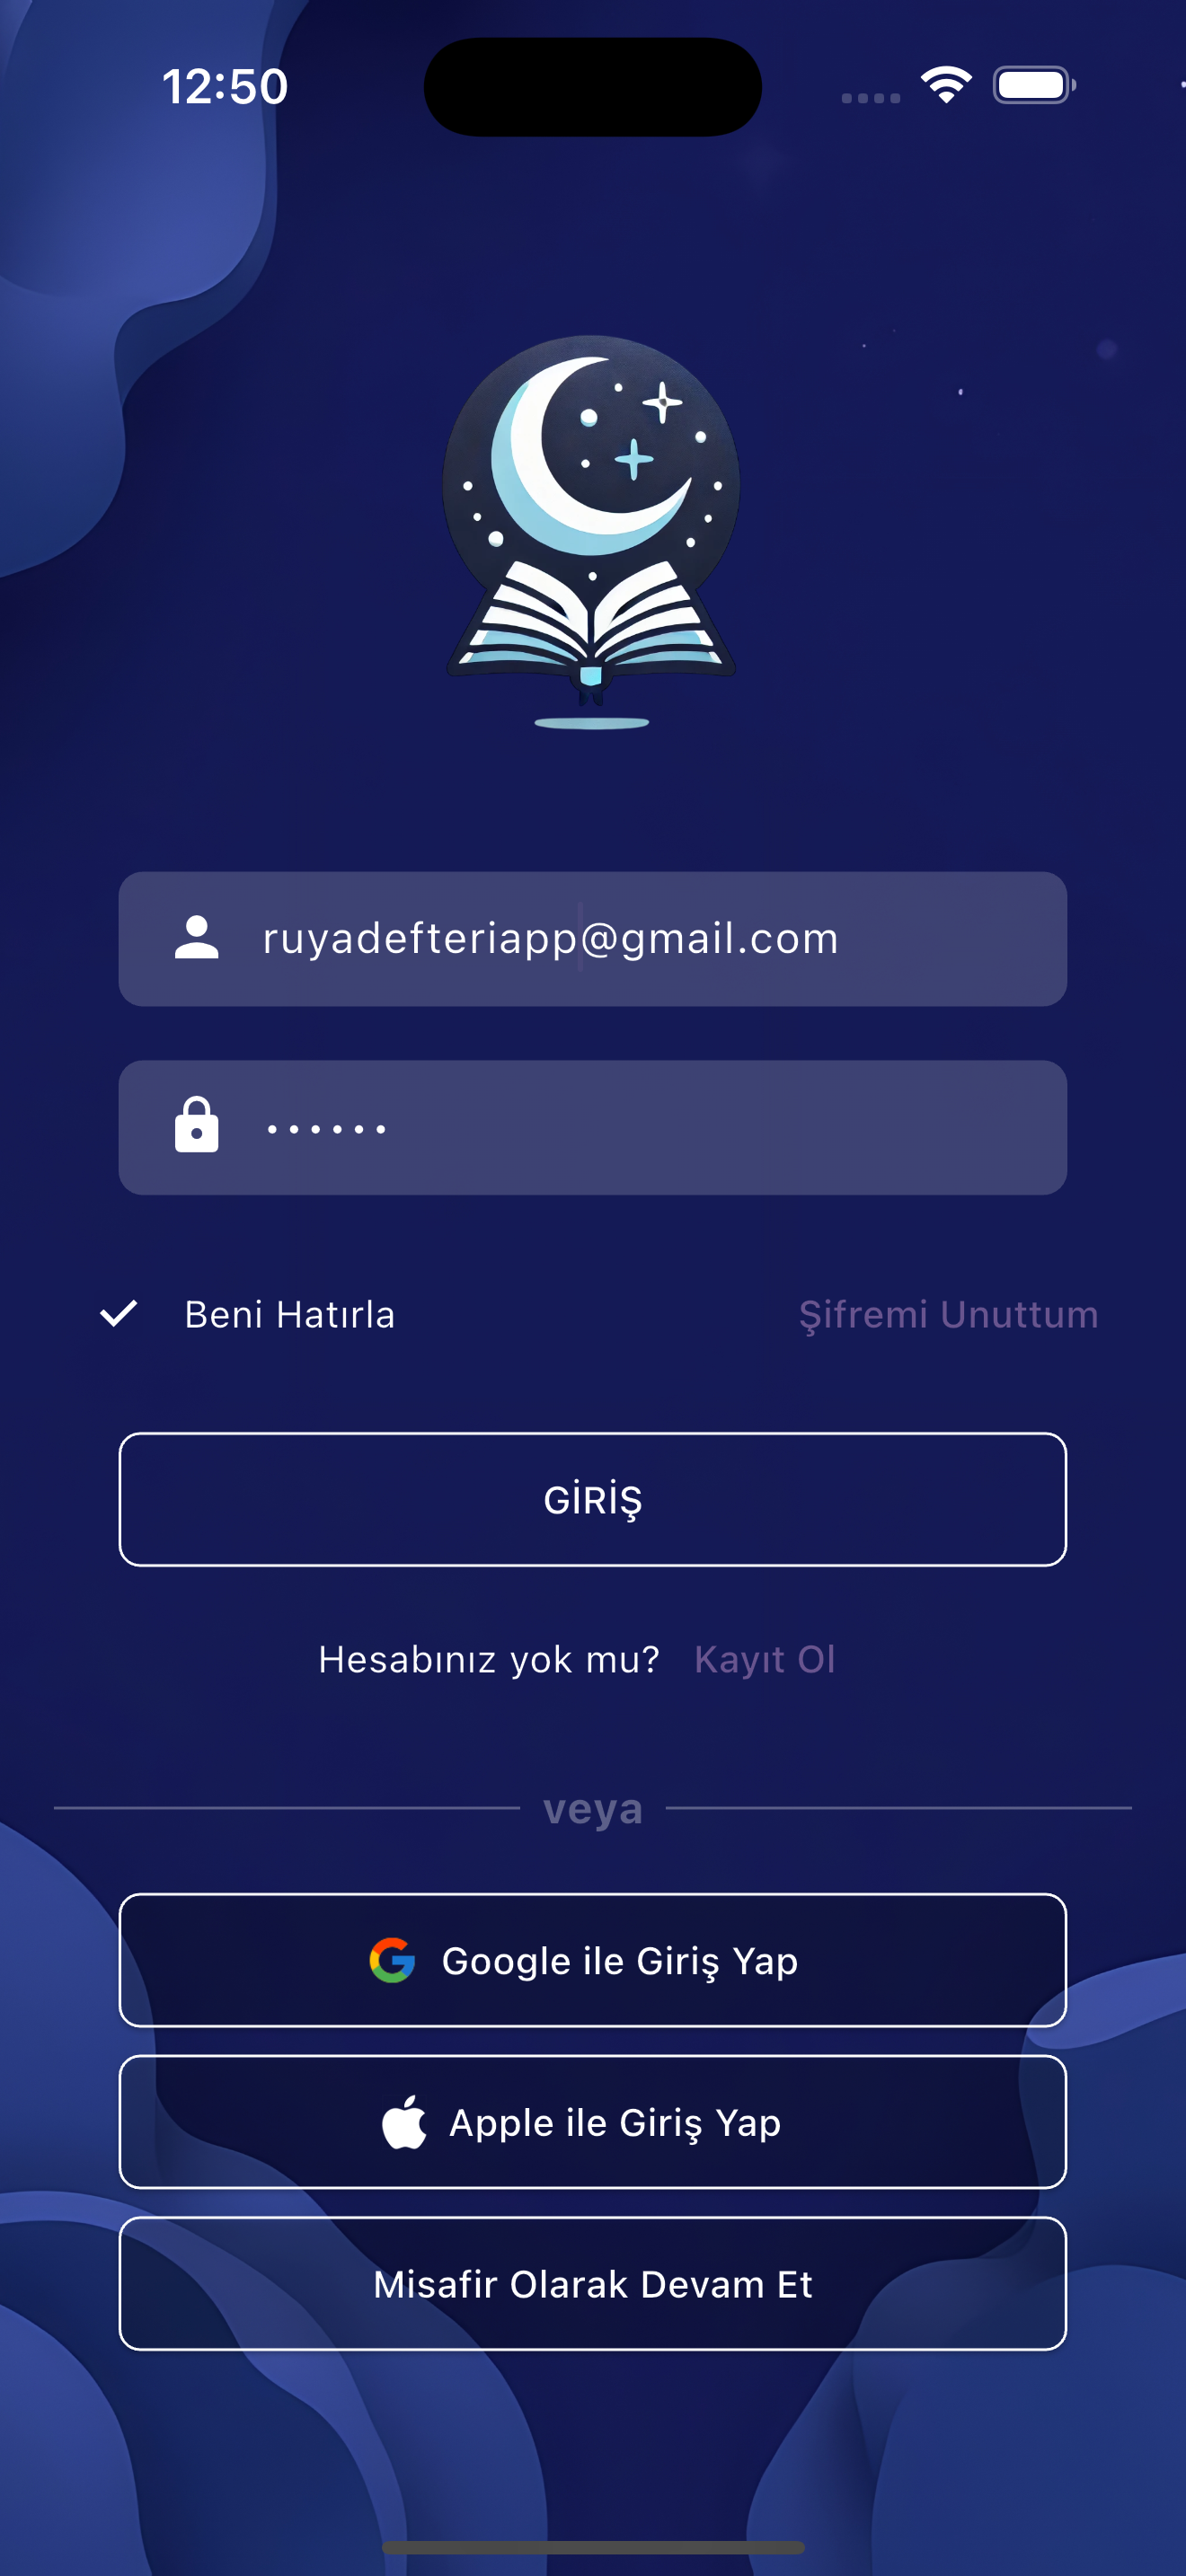 12:50
ruyadefteriapp@gmail.com
••••••
Beni Hatırla Şifremi Unuttum
GİRİŞ
Hesabınız yok mu? Kayıt Ol
veya
Google ile Giriş Yap
Apple ile Giriş Yap
Misafir Olarak Devam Et